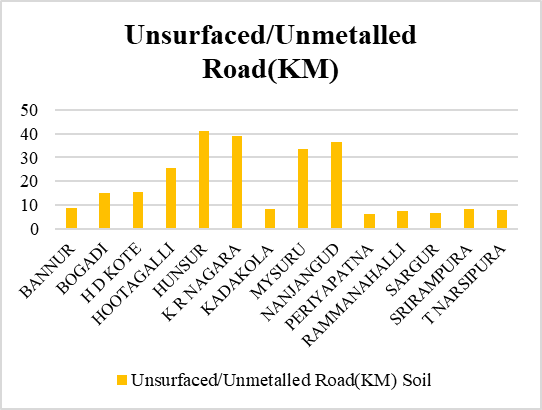 Unsurfaced/Unmetalled
Road(KM)
50
40
30
20
10
0
BANNUR
BOGADI
H D KOTE
HOOTAGALLI
HUNSUR
K R NAGARA
KADAKOLA
MYSURU
NANJANGUD
PERIYAPATNA
RAMMANAHALLI
SARGUR
SRIRAMPURA
T NARSIPURA
Unsurfaced/Unmetalled Road(KM) Soil